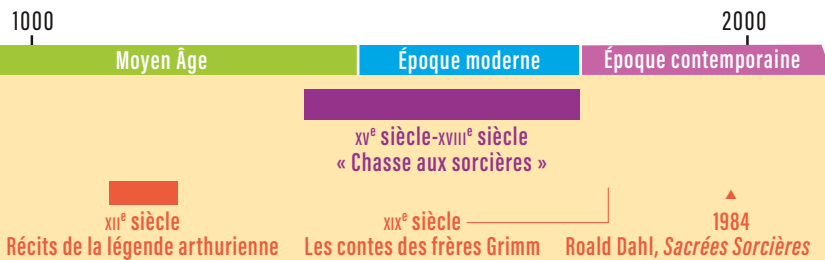 1000 2000
Moyen Âge Époque moderne Époque contemporaine
XVe siècle-XVIIIe siècle
« Chasse aux sorcières »
XIIe siècle XIXe siècle 1984
Récits de la légende arthurienne Les contes des frères Grimm Roald Dahl, Sacrées Sorcières